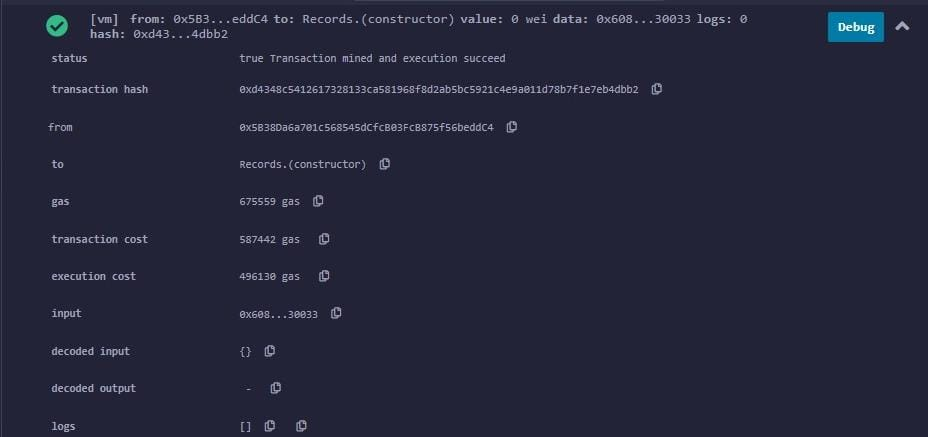 [vm] from: 0x5B3...eddC4 to: Records.(constructor) value: 0 wei data: 0x608...30033 logs: 0
hash: 0xd43...4dbb2
Debug
status true Transaction mined and execution succeed
transaction hash 0xd4348c5412617328133ca581968f8d2ab5bc5921c4e9a011d78b7f1e7eb4dbb2
from 0x5B38Da6a701c568545dCfcB03FcB875f56beddC4
to Records.(constructor)
gas 675559 gas
transaction cost 587442 gas
execution cost 496130 gas
input 0x608...30033
decoded input {}
decoded output -
logs []